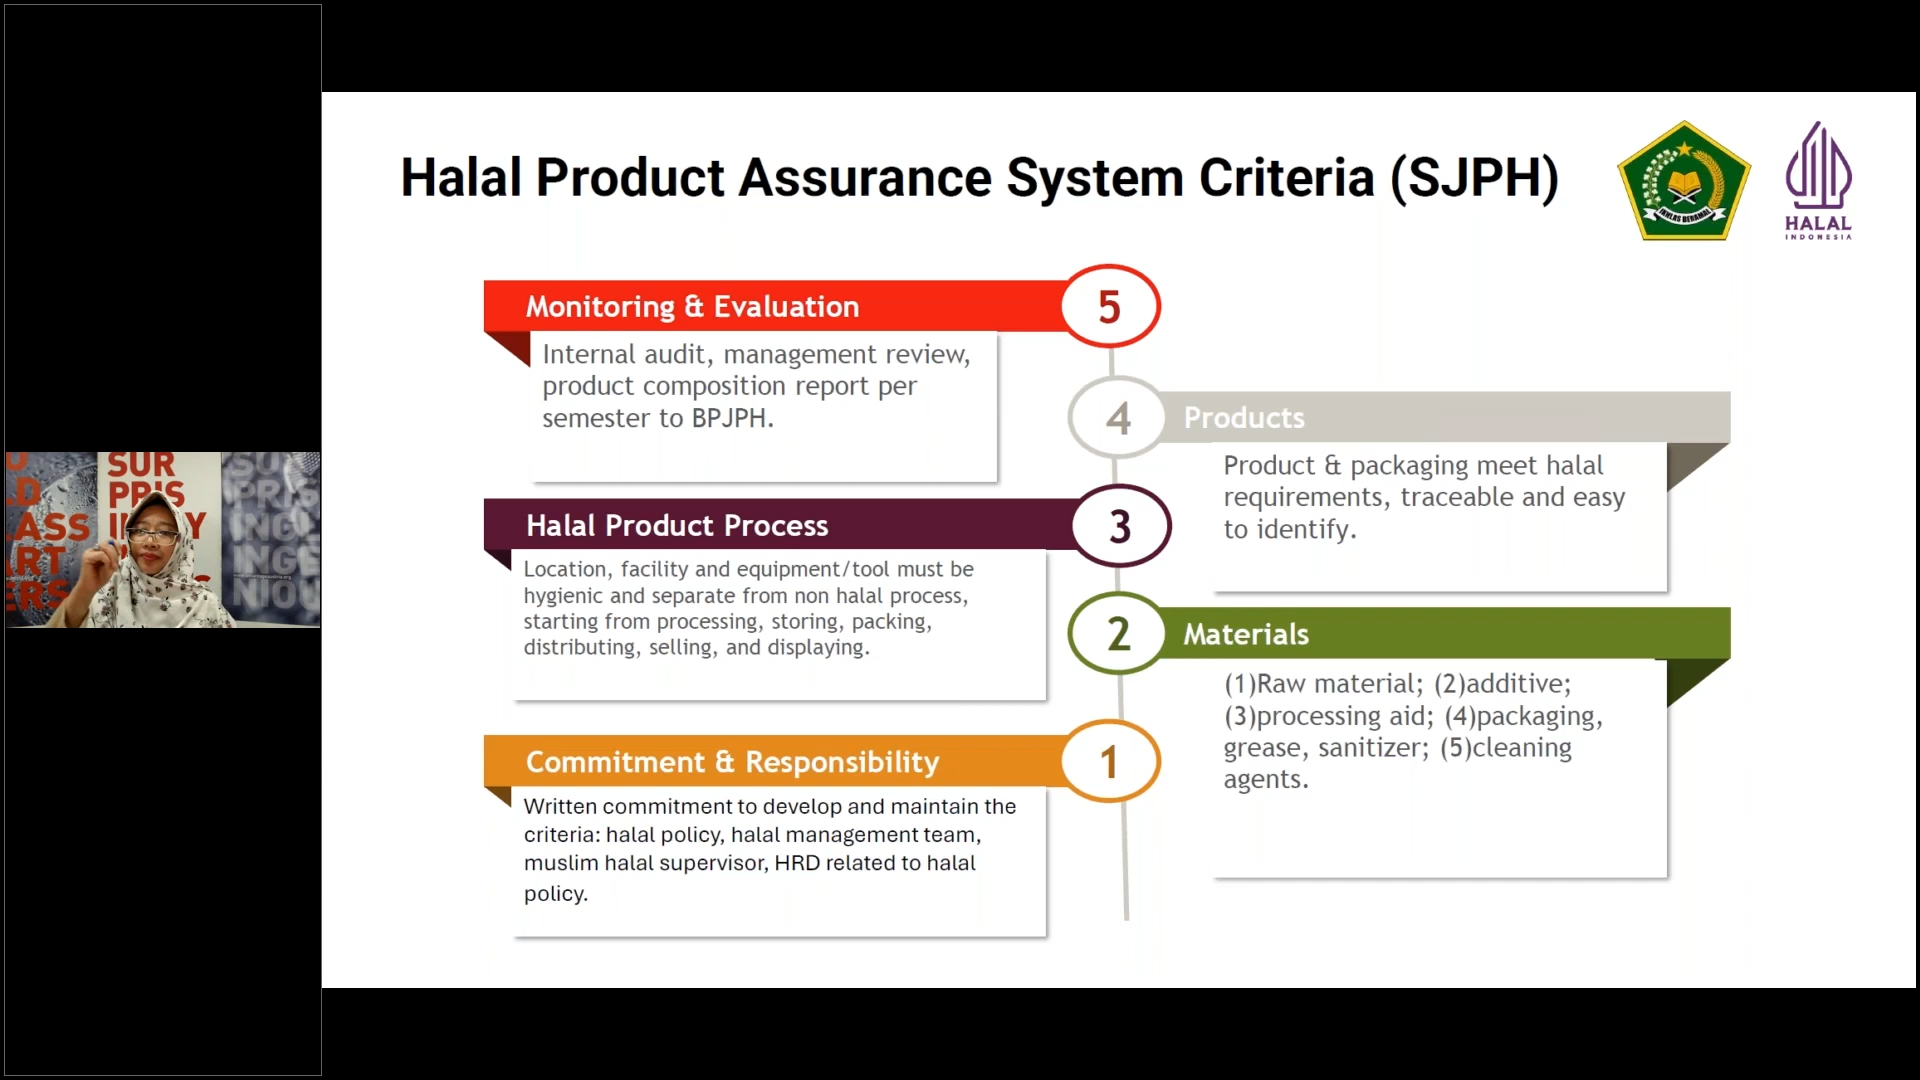 Halal Product Assurance System Criteria (SJPH)
IKHLAS BERAMAL
HALAL
INDONESIA
Monitoring & Evaluation
5
Internal audit, management review,
product composition report per
semester to BPJPH.
4
Products
Product & packaging meet halal
requirements, traceable and easy
to identify.
Halal Product Process
3
Location, facility and equipment/tool must be
hygienic and separate from non halal process,
starting from processing, storing, packing,
distributing, selling, and displaying.
2
Materials
(1)Raw material; (2)additive;
(3)processing aid; (4)packaging,
grease, sanitizer; (5)cleaning
agents.
Commitment & Responsibility
1
Written commitment to develop and maintain the
criteria: halal policy, halal management team,
muslim halal supervisor, HRD related to halal
policy.
SUR
PRIS
ING